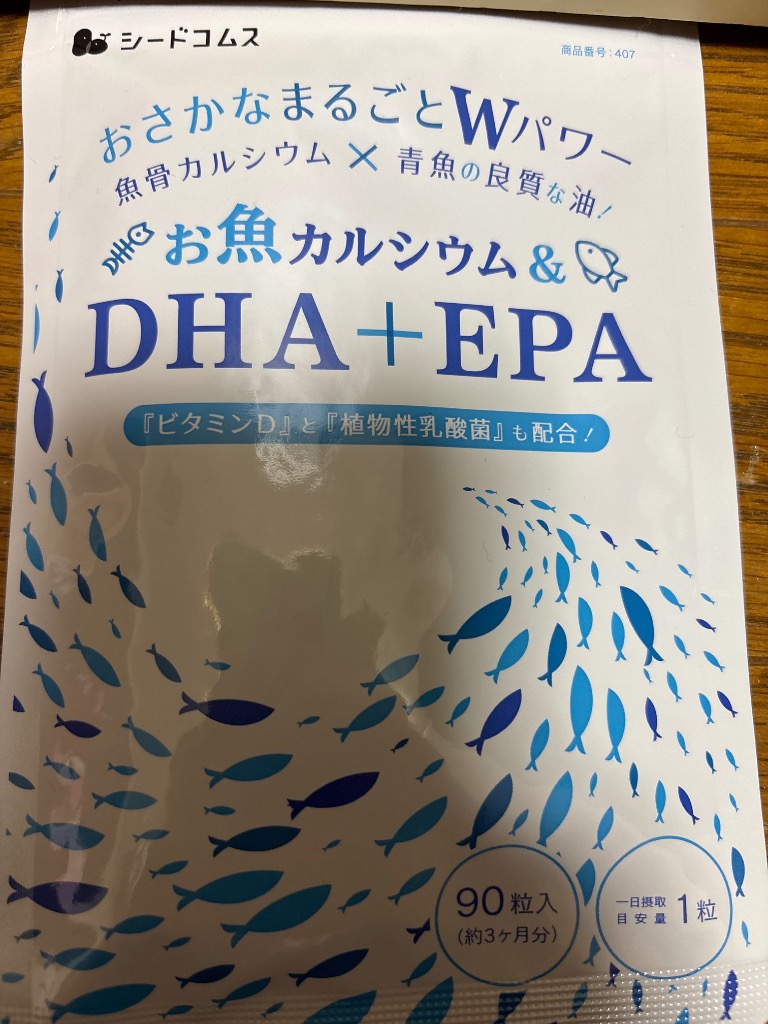 シードコムス
商品番号:407
おさかなまるごとWパワー
魚骨カルシウム×青魚の良質な油!
お魚カルシウム&
DHA+EPA
『ビタミンD』と『植物性乳酸菌』も配合!
90粒入
(約3ヶ月分)
一日摂取
目安量 1粒